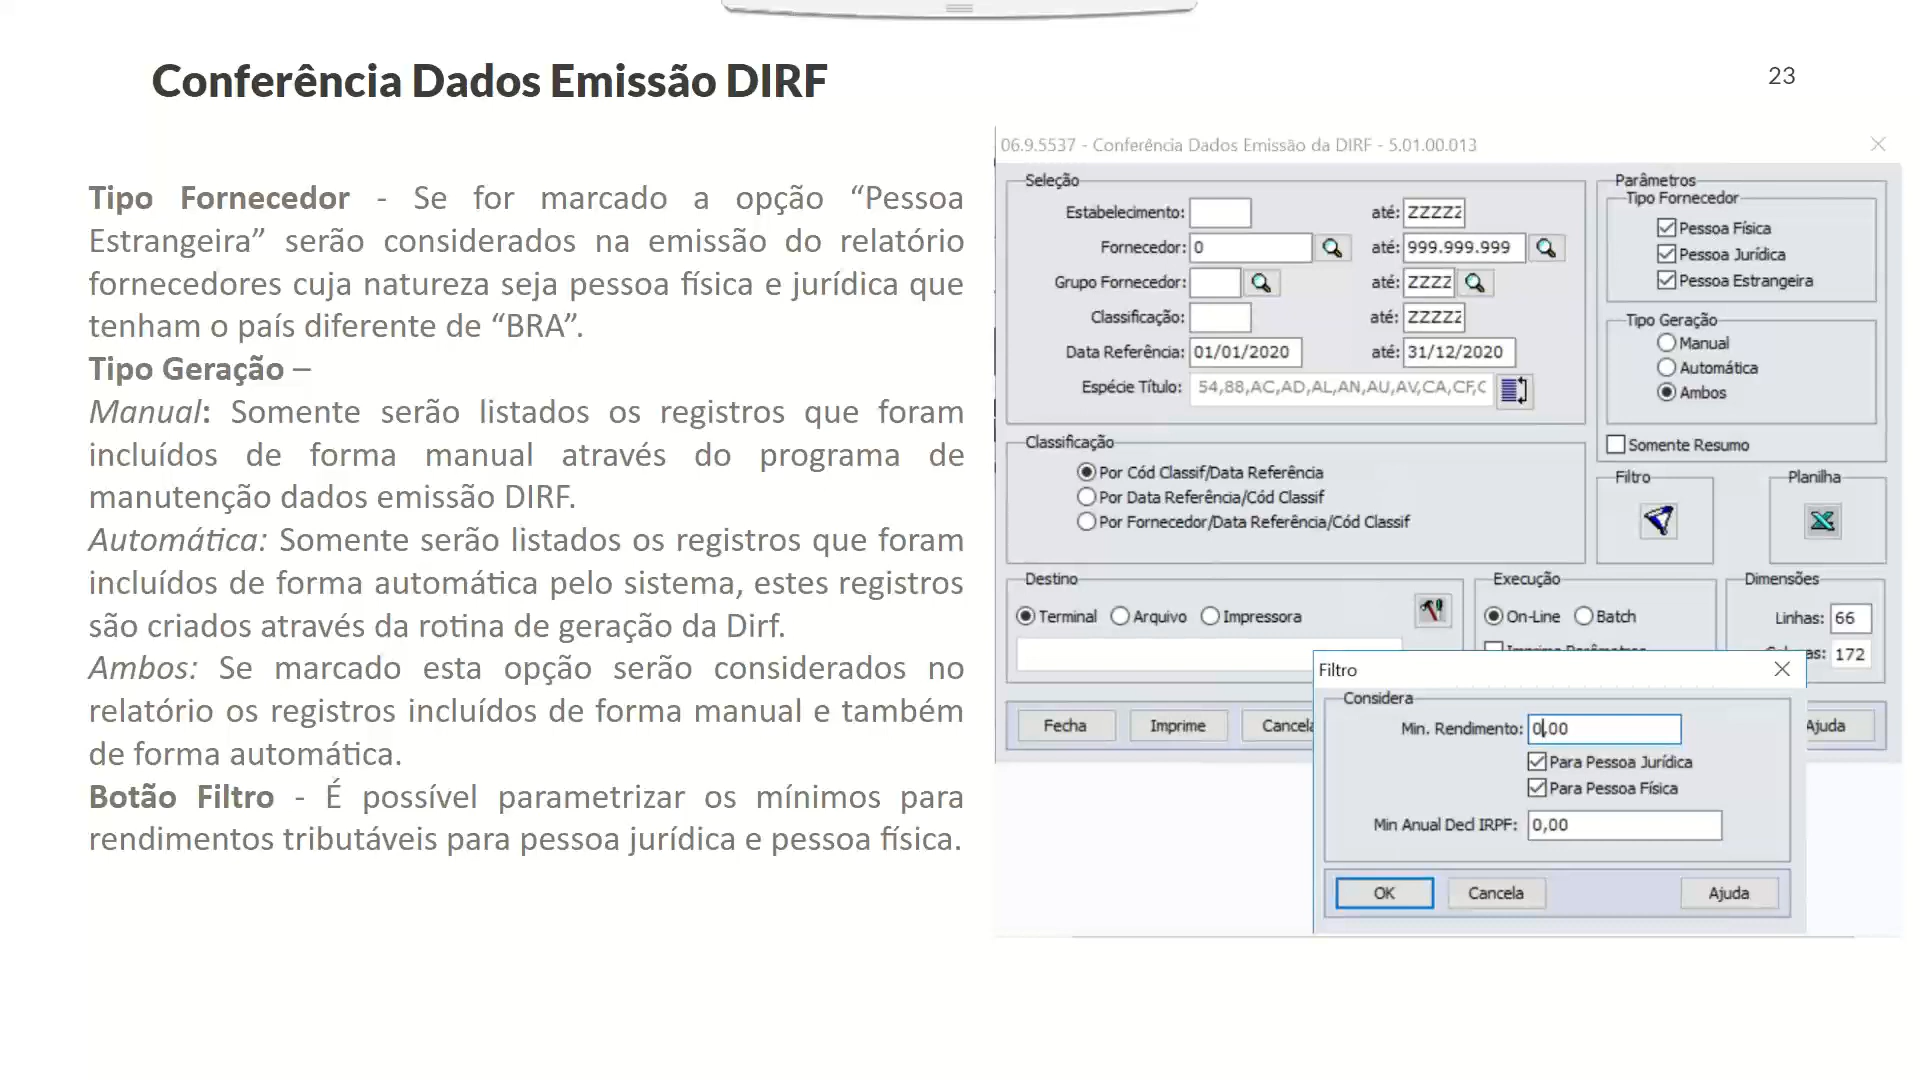 Conferência Dados Emissão DIRF
23
Tipo Fornecedor - Se for marcado a opção “Pessoa
Estrangeira” serão considerados na emissão do relatório
fornecedores cuja natureza seja pessoa física e jurídica que
tenham o país diferente de “BRA”.
Tipo Geração –
Manual: Somente serão listados os registros que foram
incluídos de forma manual através do programa de
manutenção dados emissão DIRF.
Automática: Somente serão listados os registros que foram
incluídos de forma automática pelo sistema, estes registros
são criados através da rotina de geração da Dirf.
Ambos: Se marcado esta opção serão considerados no
relatório os registros incluídos de forma manual e também
de forma automática.
Botão Filtro - É possível parametrizar os mínimos para
rendimentos tributáveis para pessoa jurídica e pessoa física.
06.9.5537 - Conferência Dados Emissão da DIRF - 5.01.00.013
Seleção
Estabelecimento: até: ZZZZZ
Fornecedor: 0 até: 999.999.999
Grupo Fornecedor: até: ZZZZ
Classificação: até: ZZZZZ
Data Referência: 01/01/2020 até: 31/12/2020
Espécie Título: 54,88,AC,AD,AL,AN,AU,AV,CA,CF,C
Parâmetros
Tipo Fornecedor
Pessoa Física
Pessoa Jurídica
Pessoa Estrangeira
Tipo Geração
Manual
Automática
Ambos
Somente Resumo
Classificação
Por Cód Classif/Data Referência
Por Data Referência/Cód Classif
Por Fornecedor/Data Referência/Cód Classif
Filtro
Planilha
Destino
Terminal Arquivo Impressora
Execução
On-Line Batch
Dimensões
Linhas: 66
172
Fecha Imprime Cancela Ajuda
Filtro
Considera
Min. Rendimento: 0,00
Para Pessoa Jurídica
Para Pessoa Física
Min Anual Decl IRPF: 0,00
OK Cancela Ajuda